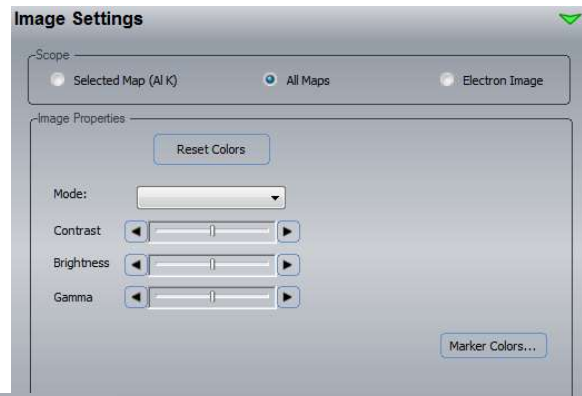 Image Settings
Scope
Selected Map (Al K) All Maps Electron Image
Image Properties
Reset Colors
Mode:
Contrast
Brightness
Gamma
Marker Colors...